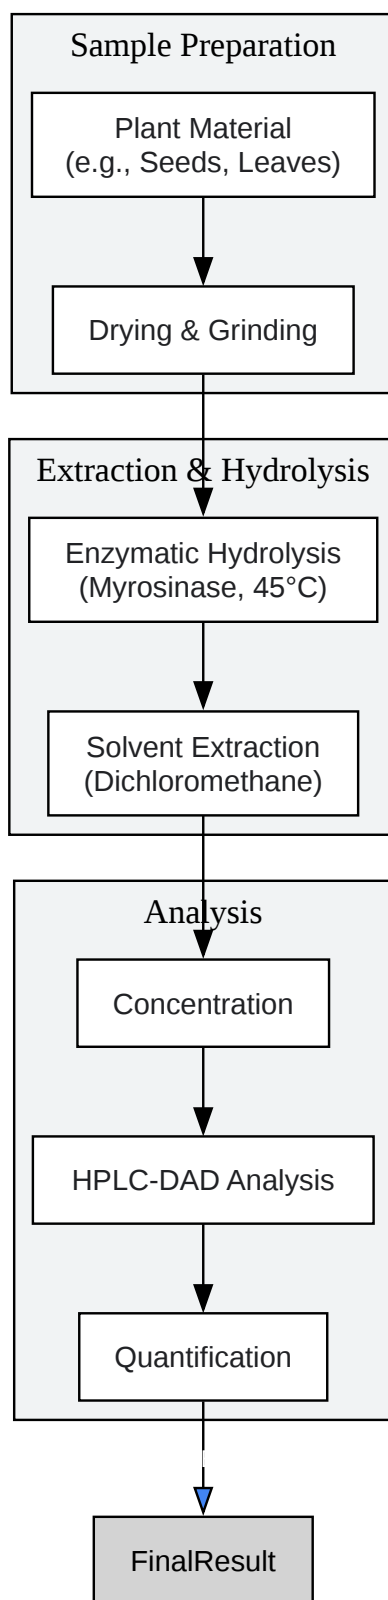 Sample Preparation
Plant Material
(e.g., Seeds, Leaves)
Drying & Grinding
Extraction & Hydrolysis
Enzymatic Hydrolysis
(Myrosinase, 45°C)
Solvent Extraction
(Dichloromethane)
Analysis
Concentration
HPLC-DAD Analysis
Quantification
FinalResult